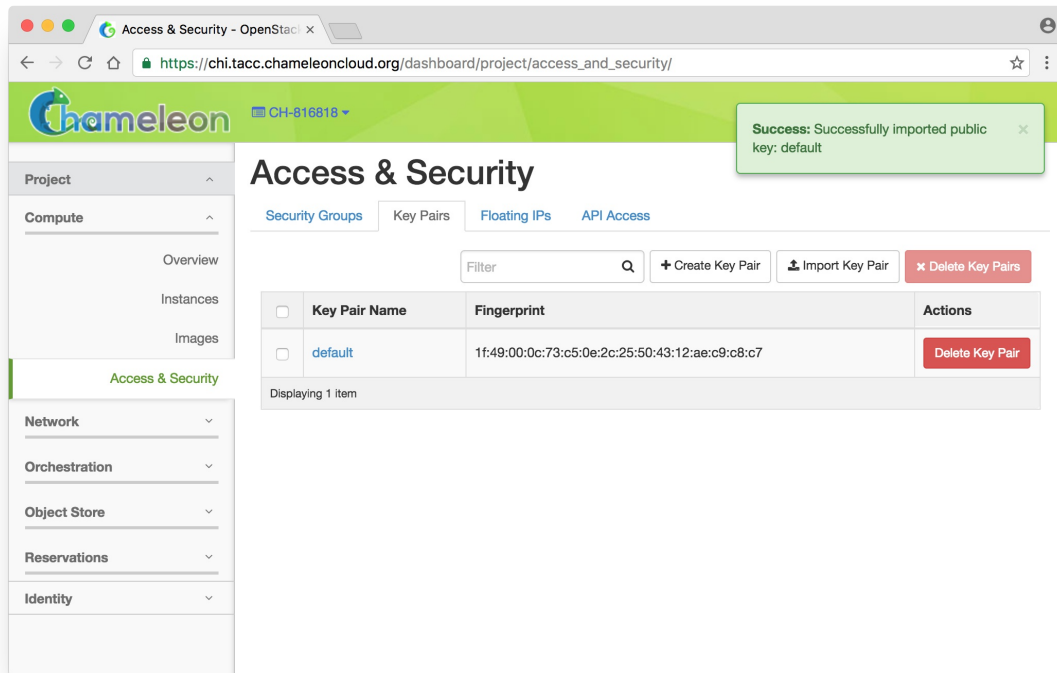 Access & Security - OpenStac
https://chi.tacc.chameleoncloud.org/dashboard/project/access_and_security/
Chameleon
CH-816818
Success: Successfully imported public
key: default
Project
Compute
Overview
Instances
Images
Access & Security
Network
Orchestration
Object Store
Reservations
Identity
Access & Security
Security Groups Key Pairs Floating IPs API Access
Filter + Create Key Pair Import Key Pair × Delete Key Pairs
Key Pair Name Fingerprint Actions
default 1f:49:00:0c:73:c5:0e:2c:25:50:43:12:ae:c9:c8:c7 Delete Key Pair
Displaying 1 item